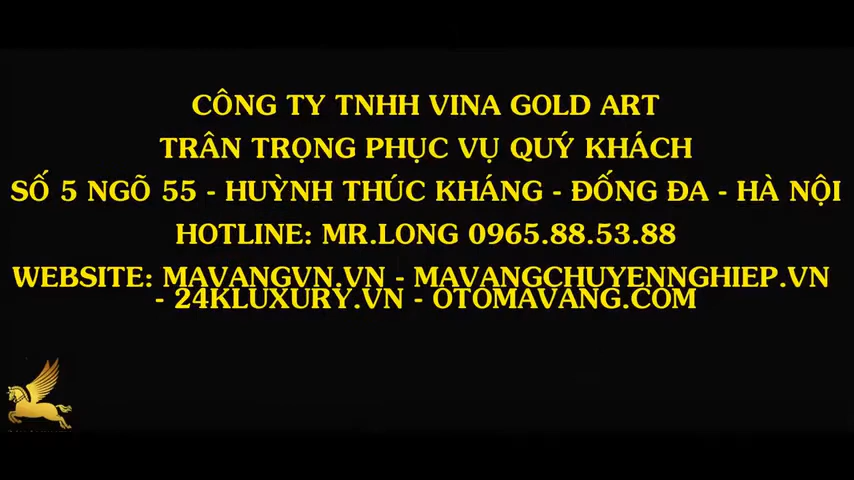 CÔNG TY TNHH VINA GOLD ART
TRÂN TRỌNG PHỤC VỤ QUÝ KHÁCH
SỐ 5 NGÕ 55 - HUỲNH THÚC KHÁNG - ĐỐNG ĐA - HÀ NỘI
HOTLINE: MR.LONG 0965.88.53.88
WEBSITE: MAVANGVN.VN - MAVANGCHUYENNGHIEP.VN
- 24KLUXURY.VN - OTOMAVANG.COM